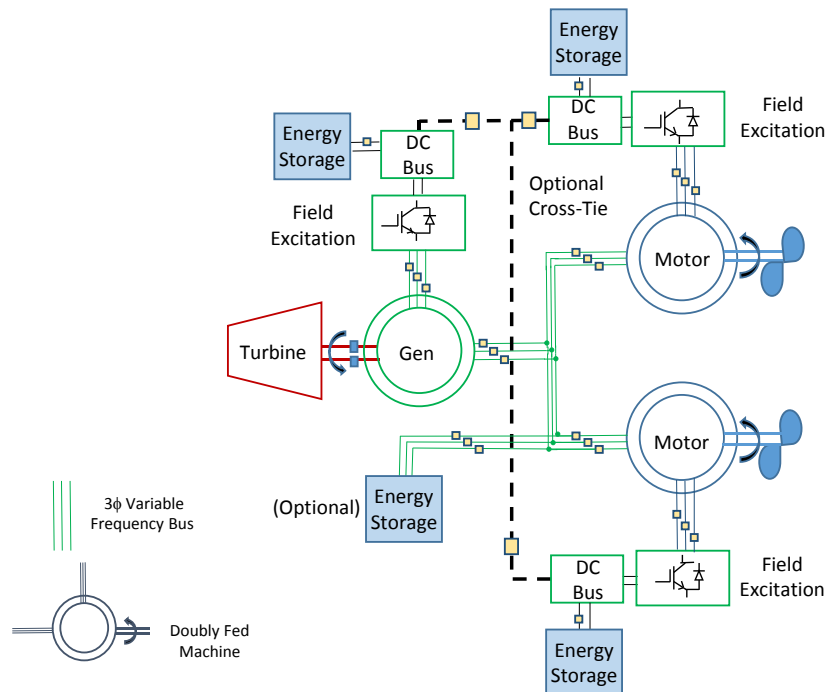 Energy
Storage
DC
Bus
Field
Excitation
Energy
Storage
DC
Bus
Optional
Cross-Tie
Field
Excitation
Motor
Turbine
Gen
Motor
(Optional)
Energy
Storage
3ϕ Variable
Frequency Bus
DC
Bus
Field
Excitation
Doubly Fed
Machine
Energy
Storage